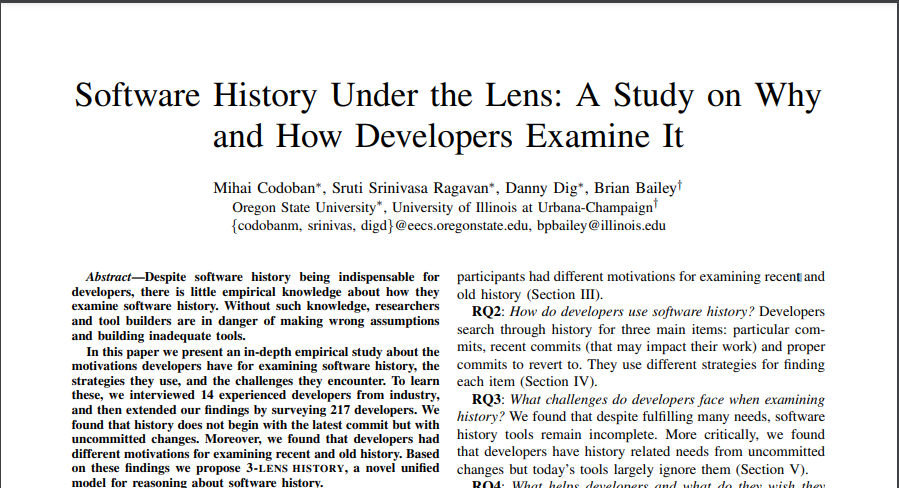 Software History Under the Lens: A Study on Why
and How Developers Examine It
Mihai Codoban*, Sruti Srinivasa Ragavan*, Danny Dig*, Brian Bailey†
Oregon State University*, University of Illinois at Urbana-Champaign†
{codobanm, srinivas, digd}@eecs.oregonstate.edu, bpbailey@illinois.edu
Abstract—Despite software history being indispensable for
developers, there is little empirical knowledge about how they
examine software history. Without such knowledge, researchers
and tool builders are in danger of making wrong assumptions
and building inadequate tools.
In this paper we present an in-depth empirical study about the
motivations developers have for examining software history, the
strategies they use, and the challenges they encounter. To learn
these, we interviewed 14 experienced developers from industry,
and then extended our findings by surveying 217 developers. We
found that history does not begin with the latest commit but with
uncommitted changes. Moreover, we found that developers had
different motivations for examining recent and old history. Based
on these findings we propose 3-LENS HISTORY, a novel unified
model for reasoning about software history.
participants had different motivations for examining recent and
old history (Section III).
RQ2: How do developers use software history? Developers
search through history for three main items: particular com-
mits, recent commits (that may impact their work) and proper
commits to revert to. They use different strategies for finding
each item (Section IV).
RQ3: What challenges do developers face when examining
history? We found that despite fulfilling many needs, software
history tools remain incomplete. More critically, we found
that developers have history related needs from uncommitted
changes but today's tools largely ignore them (Section V).
RQ4: What helps developers and what do they wish they